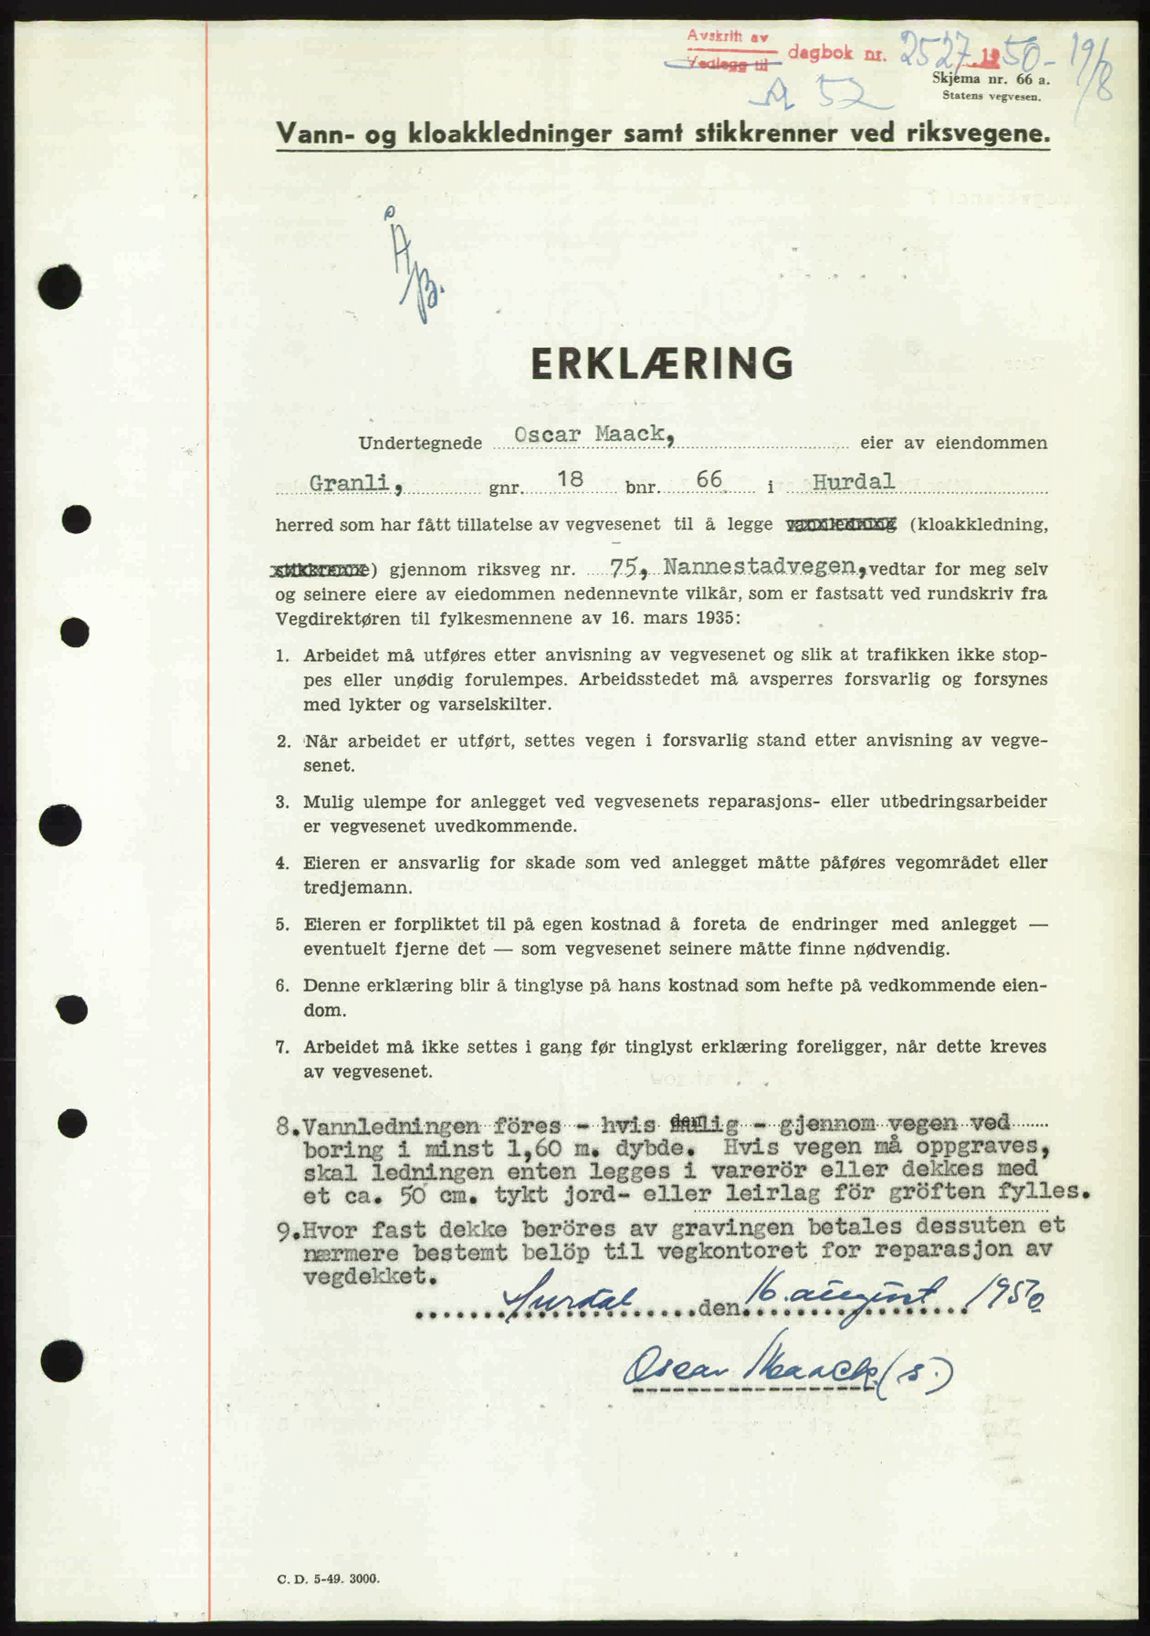 Avskrift av
Vedlegg til dagbok nr. 2527 1950 - 19/8
Skjema nr. 66 a.
Statens vegvesen.
A 52
Vann- og kloakkledninger samt stikkrenner ved riksvegene.
ERKLÆRING
Undertegnede Oscar Maack, eier av eiendommen
Granli, gnr. 18 bnr. 66 i Hurdal
herred som har fått tillatelse av vegvesenet til å legge vannledning (kloakkledning,
stikkrenne) gjennom riksveg nr. 75, Nannestadvegen, vedtar for meg selv
og seinere eiere av eiedommen nedennevnte vilkår, som er fastsatt ved rundskriv fra
Vegdirektøren til fylkesmennene av 16. mars 1935:
1. Arbeidet må utføres etter anvisning av vegvesenet og slik at trafikken ikke stop-
pes eller unødig forulempes. Arbeidsstedet må avsperres forsvarlig og forsynes
med lykter og varselskilter.
2. Når arbeidet er utført, settes vegen i forsvarlig stand etter anvisning av vegve-
senet.
3. Mulig ulempe for anlegget ved vegvesenets reparasjons- eller utbedringsarbeider
er vegvesenet uvedkommende.
4. Eieren er ansvarlig for skade som ved anlegget måtte påføres vegområdet eller
tredjemann.
5. Eieren er forpliktet til på egen kostnad å foreta de endringer med anlegget —
eventuelt fjerne det — som vegvesenet seinere måtte finne nødvendig.
6. Denne erklæring blir å tinglyse på hans kostnad som hefte på vedkommende eien-
dom.
7. Arbeidet må ikke settes i gang før tinglyst erklæring foreligger, når dette kreves
av vegvesenet.
8. Vannledningen föres - hvis mulig - gjennom vegen ved
boring i minst 1,60 m. dybde. Hvis vegen må oppgraves,
skal ledningen enten legges i varerör eller dekkes med
et ca. 50 cm. tykt jord- eller leirlag för gröften fylles.
9. Hvor fast dekke beröres av gravingen betales dessuten et
nærmere bestemt belöp til vegkontoret for reparasjon av
vegdekket.
Hurdal den 16. august 1950
Oscar Maack (s.)
C. D. 5-49. 3000.